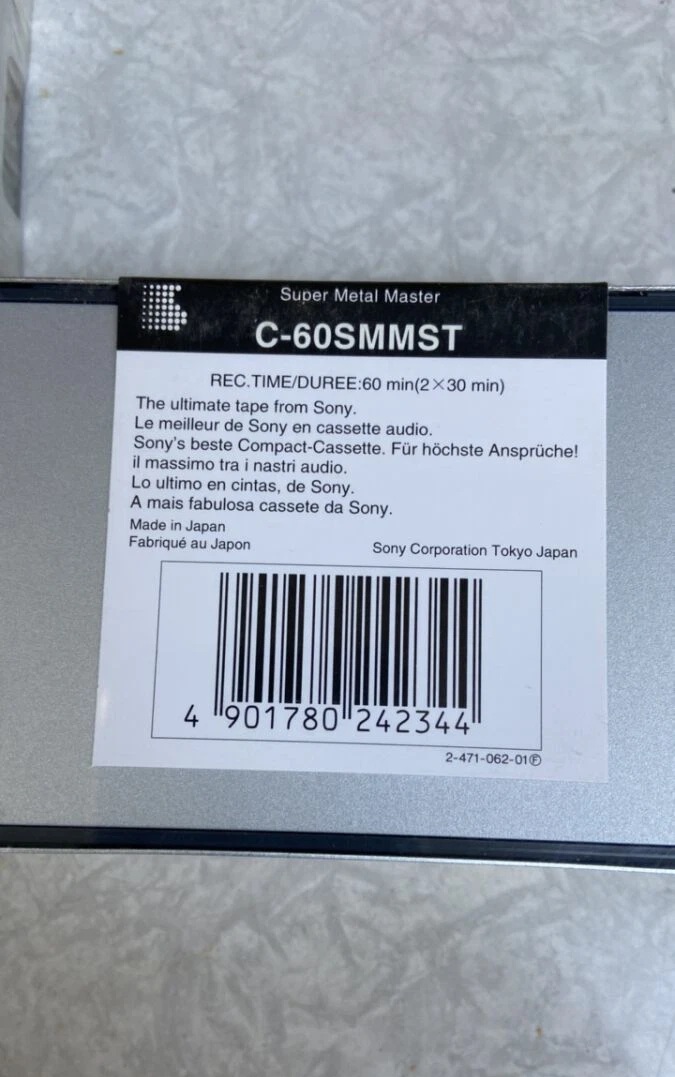 Super Metal Master
C-60SMMST
REC.TIME/DUREE:60 min(2×30 min)
The ultimate tape from Sony.
Le meilleur de Sony en cassette audio.
Sony's beste Compact-Cassette. Für höchste Ansprüche!
il massimo tra i nastri audio.
Lo ultimo en cintas, de Sony.
A mais fabulosa cassete da Sony.
Made in Japan
Fabriqué au Japon
Sony Corporation Tokyo Japan
4 901780 242344
2-471-062-01Ⓕ